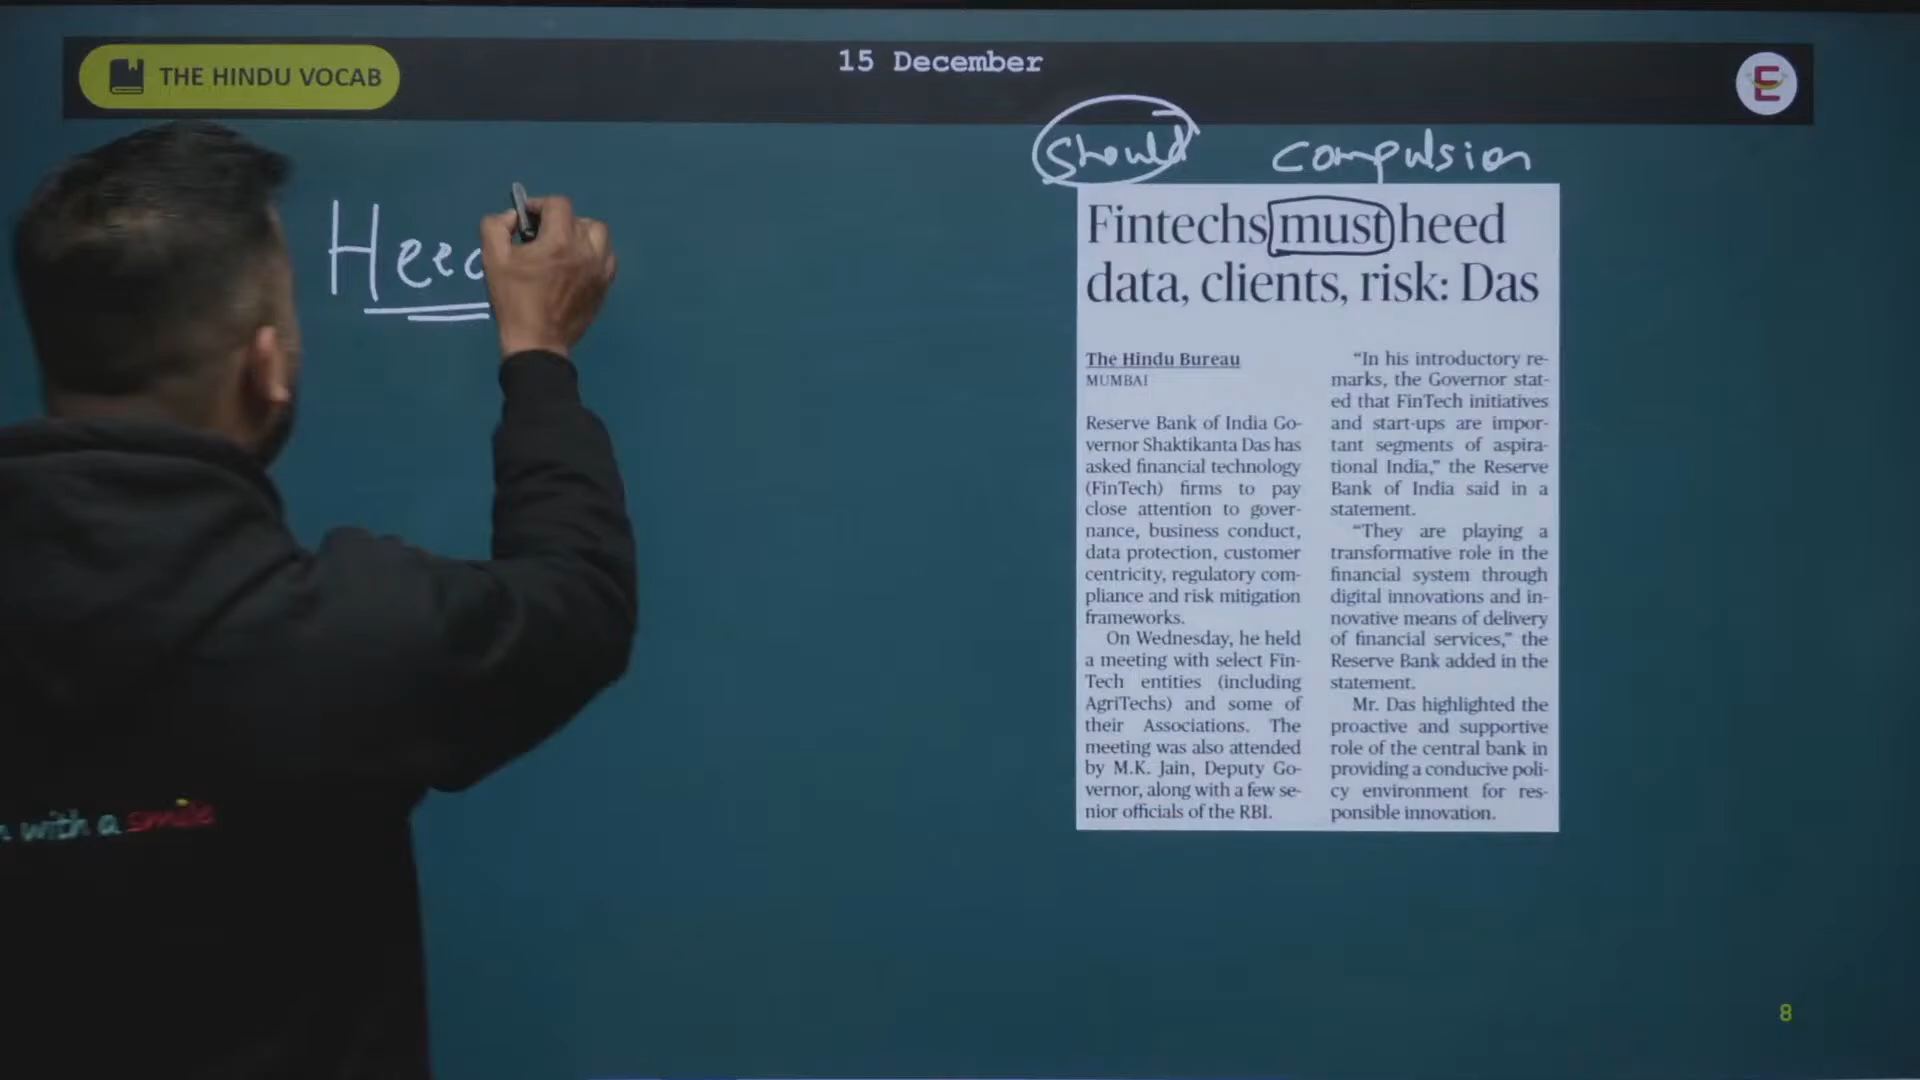 THE HINDU VOCAB
15 December
E
should compulsion
Heed
Fintechs must heed
data, clients, risk: Das
The Hindu Bureau
MUMBAI
Reserve Bank of India Go-
vernor Shaktikanta Das has
asked financial technology
(FinTech) firms to pay
close attention to gover-
nance, business conduct,
data protection, customer
centricity, regulatory com-
pliance and risk mitigation
frameworks.
On Wednesday, he held
a meeting with select Fin-
Tech entities (including
AgriTechs) and some of
their Associations. The
meeting was also attended
by M.K. Jain, Deputy Go-
vernor, along with a few se-
nior officials of the RBI.
“In his introductory re-
marks, the Governor stat-
ed that FinTech initiatives
and start-ups are impor-
tant segments of aspira-
tional India,” the Reserve
Bank of India said in a
statement.
“They are playing a
transformative role in the
financial system through
digital innovations and in-
novative means of delivery
of financial services,” the
Reserve Bank added in the
statement.
Mr. Das highlighted the
proactive and supportive
role of the central bank in
providing a conducive poli-
cy environment for res-
ponsible innovation.
with a smile
8